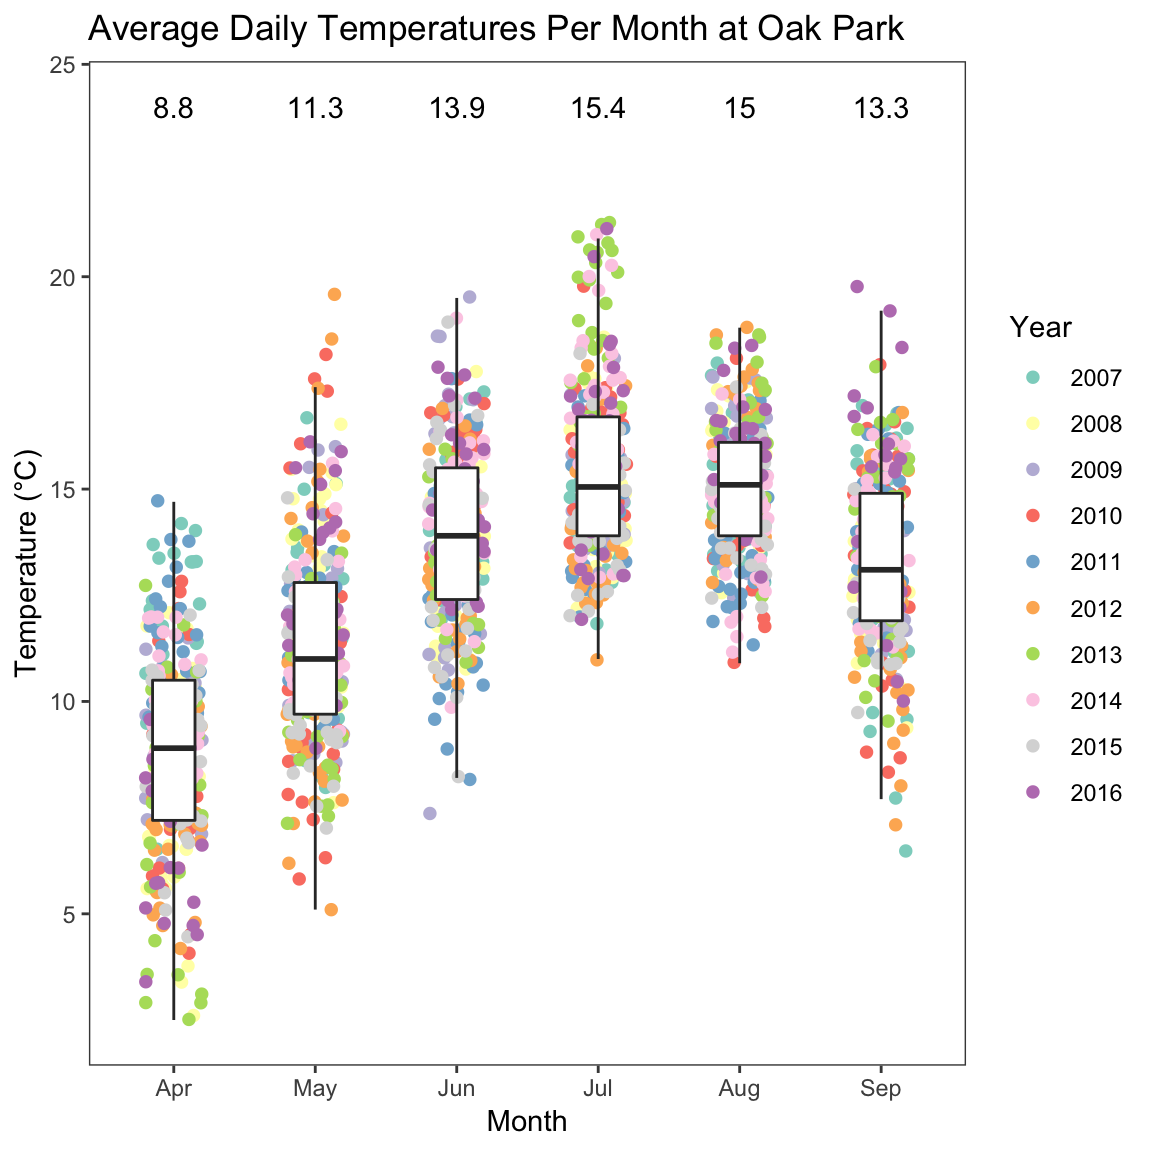 Average Daily Temperatures Per Month at Oak Park
25
8.8 11.3 13.9 15.4 15 13.3
20
15
10
5
Temperature (°C)
Apr May Jun Jul Aug Sep
Month
Year
2007
2008
2009
2010
2011
2012
2013
2014
2015
2016